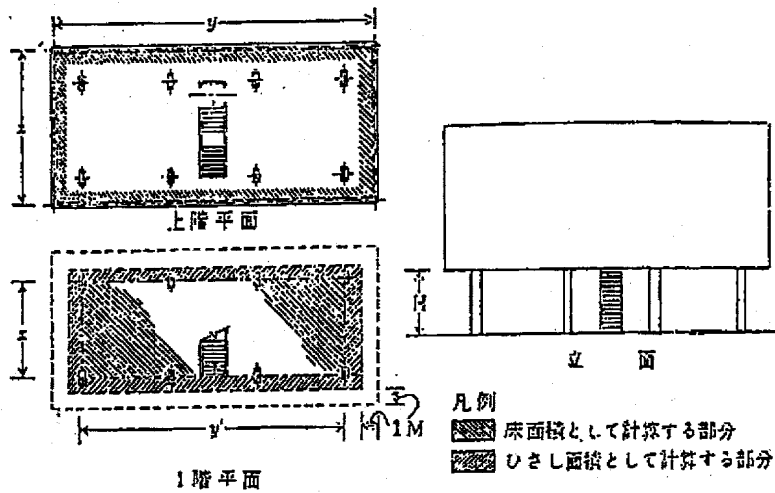 y
上階平面
y'
1M
1階平面
立 面
凡例
床面積として計算する部分
ひさし面積として計算する部分